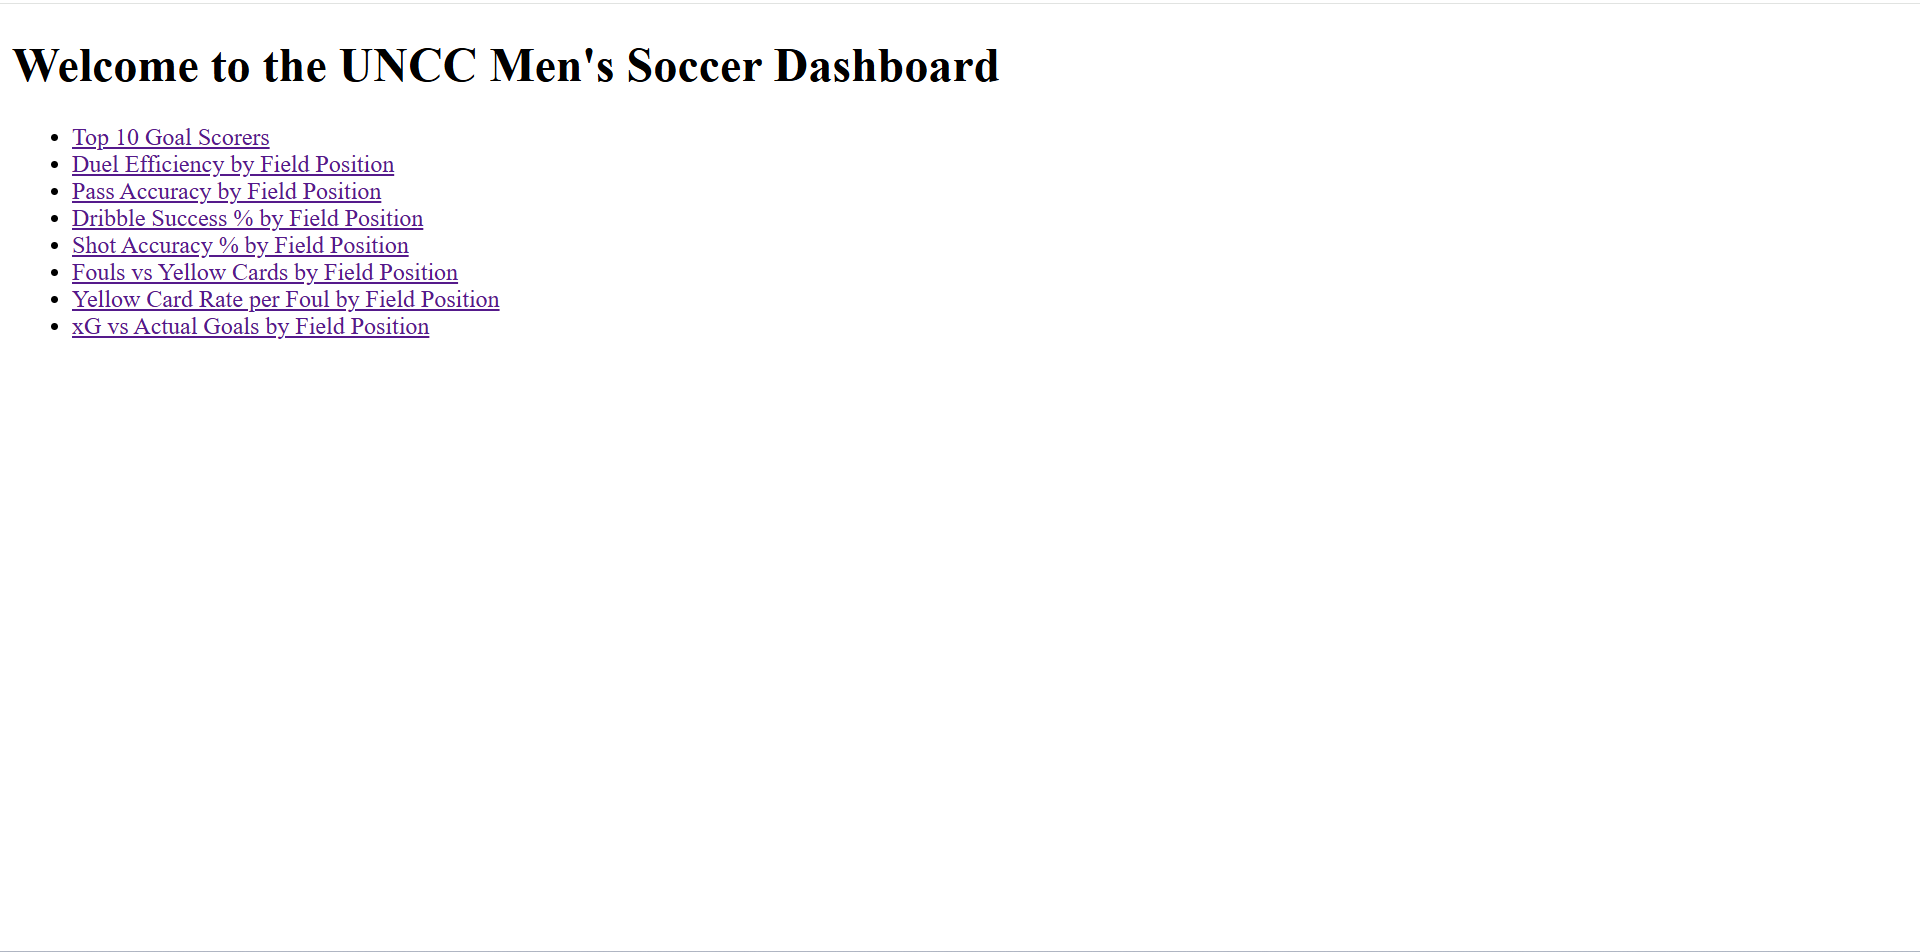 Welcome to the UNCC Men's Soccer Dashboard
Top 10 Goal Scorers
Duel Efficiency by Field Position
Pass Accuracy by Field Position
Dribble Success % by Field Position
Shot Accuracy % by Field Position
Fouls vs Yellow Cards by Field Position
Yellow Card Rate per Foul by Field Position
xG vs Actual Goals by Field Position